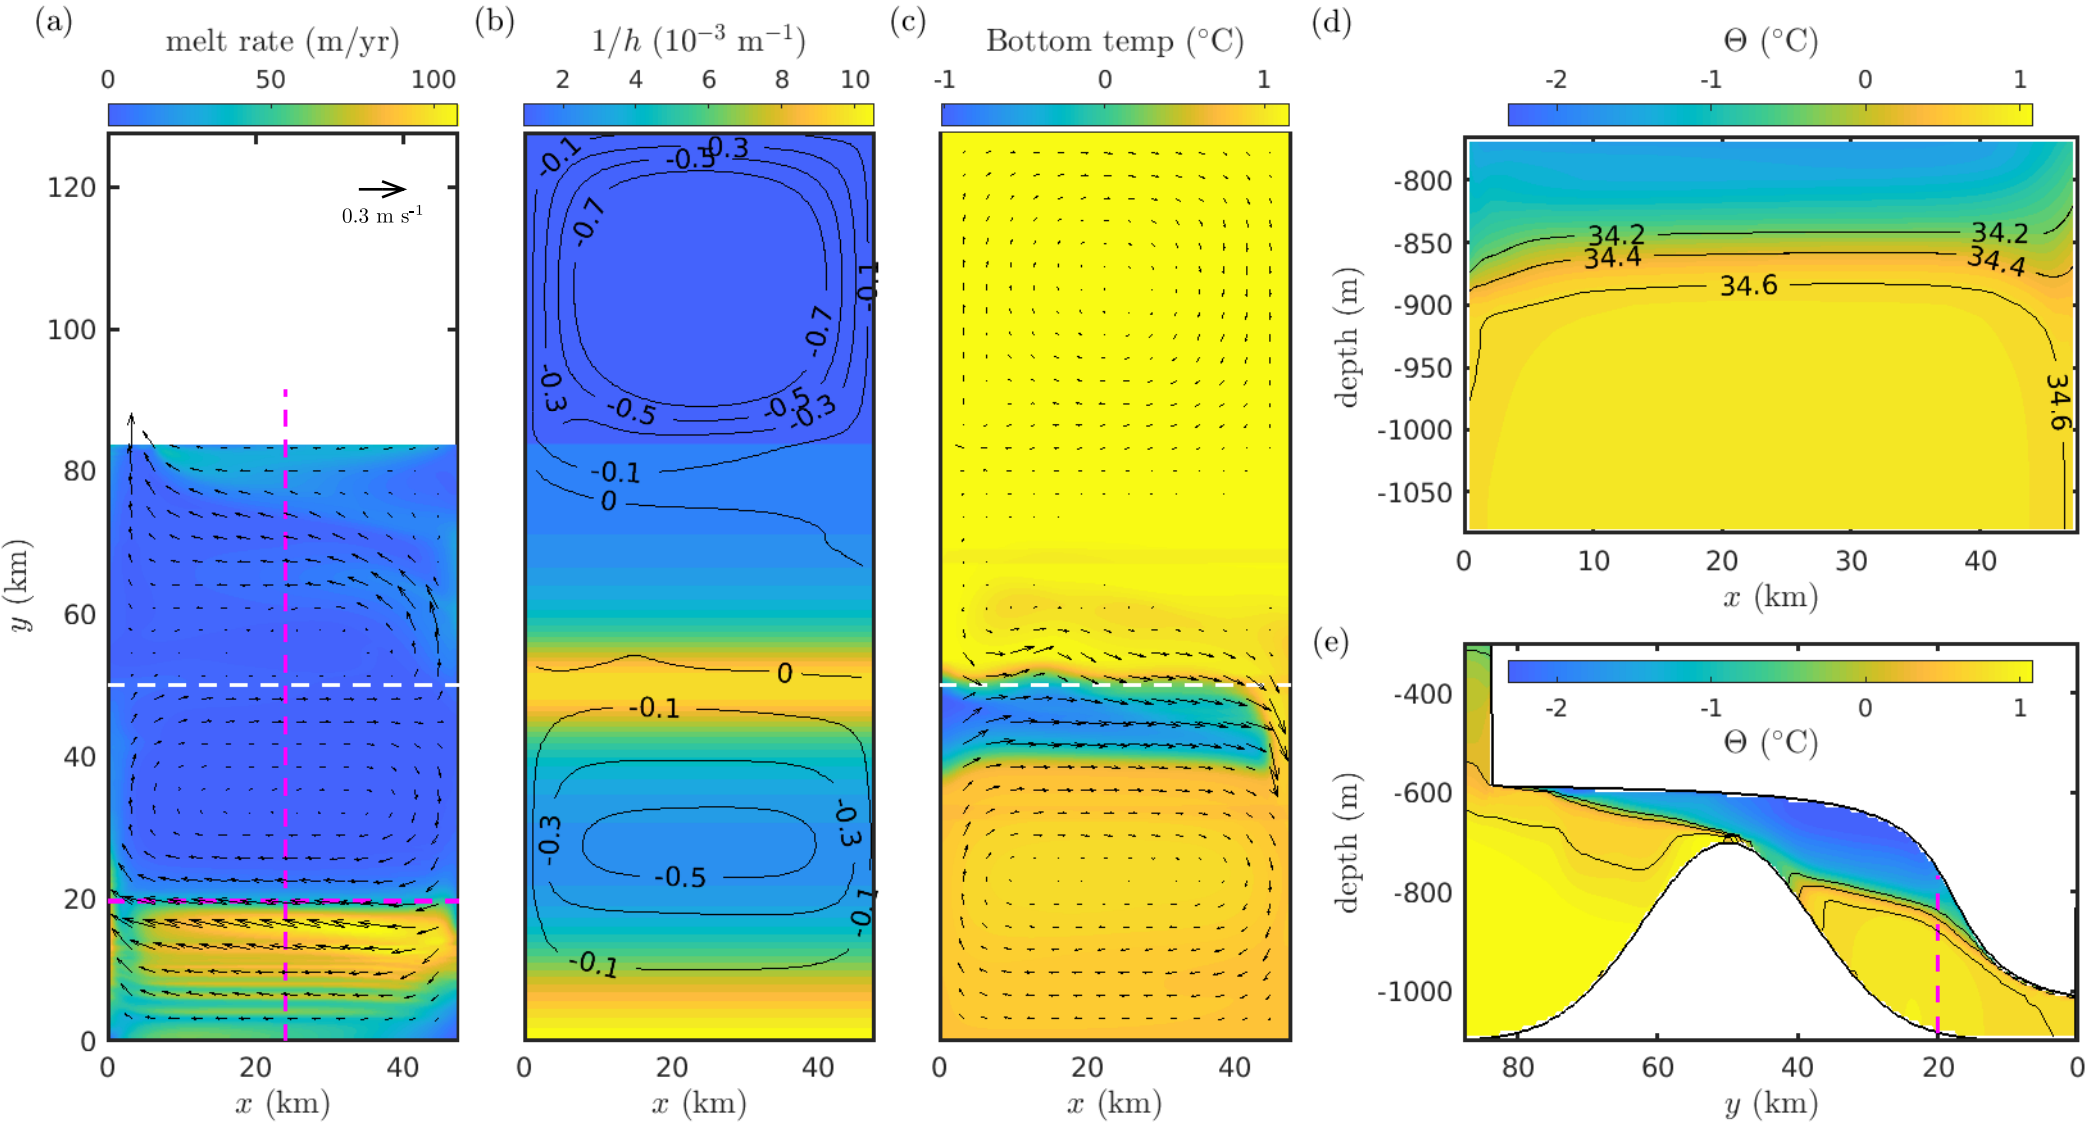 (a)
melt rate (m/yr)
0 50 100
0.3 m s-1
120
100
80
60
40
20
0
y (km)
0 20 40
x (km)
(b)
1/h (10−3 m−1)
2 4 6 8 10
-0.1
-0.3
-0.5
-0.7
-0.1
-0.7
-0.3
-0.5
-0.5
-0.3
-0.1
0
0
-0.1
-0.3
-0.3
-0.5
-0.1
-0.1
0 20 40
x (km)
(c)
Bottom temp (°C)
-1 0 1
0 20 40
x (km)
(d)
Θ (°C)
-2 -1 0 1
-800
-850
-900
-950
-1000
-1050
depth (m)
34.2 34.2
34.4 34.4
34.6
34.6
0 10 20 30 40
x (km)
(e)
-2 -1 0 1
Θ (°C)
-400
-600
-800
-1000
depth (m)
80 60 40 20 0
y (km)